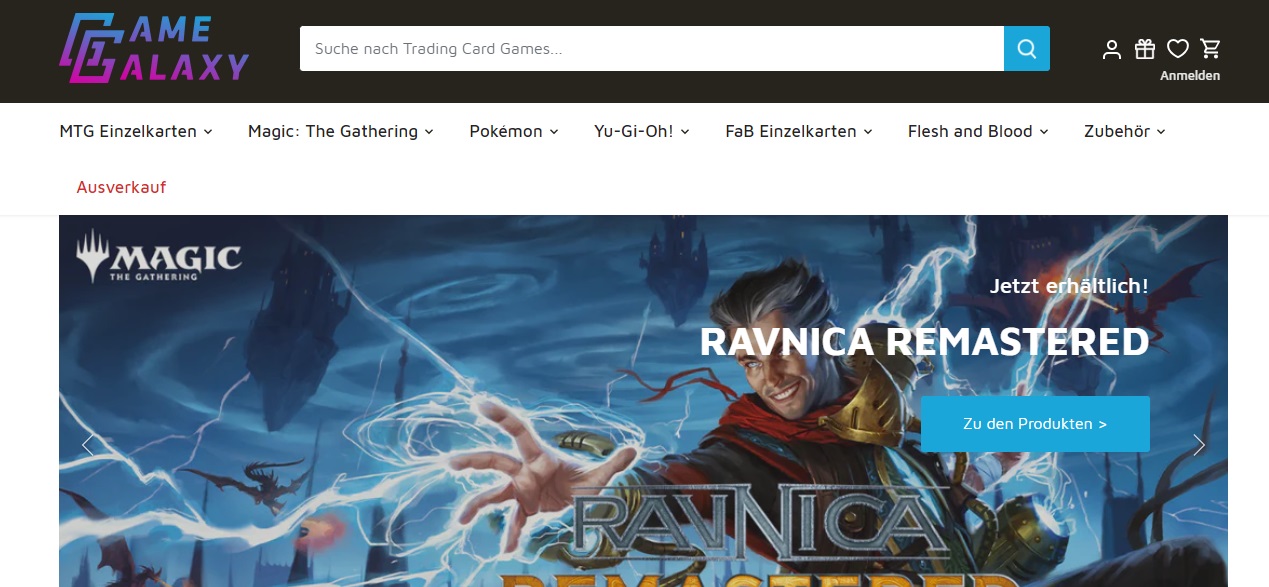 GAME
GALAXY
Suche nach Trading Card Games...
Anmelden
MTG Einzelkarten
Magic: The Gathering
Pokémon
Yu-Gi-Oh!
FaB Einzelkarten
Flesh and Blood
Zubehör
Ausverkauf
MAGIC
THE GATHERING
Jetzt erhältlich!
RAVNICA REMASTERED
Zu den Produkten >
RAVNICA
REMASTERED